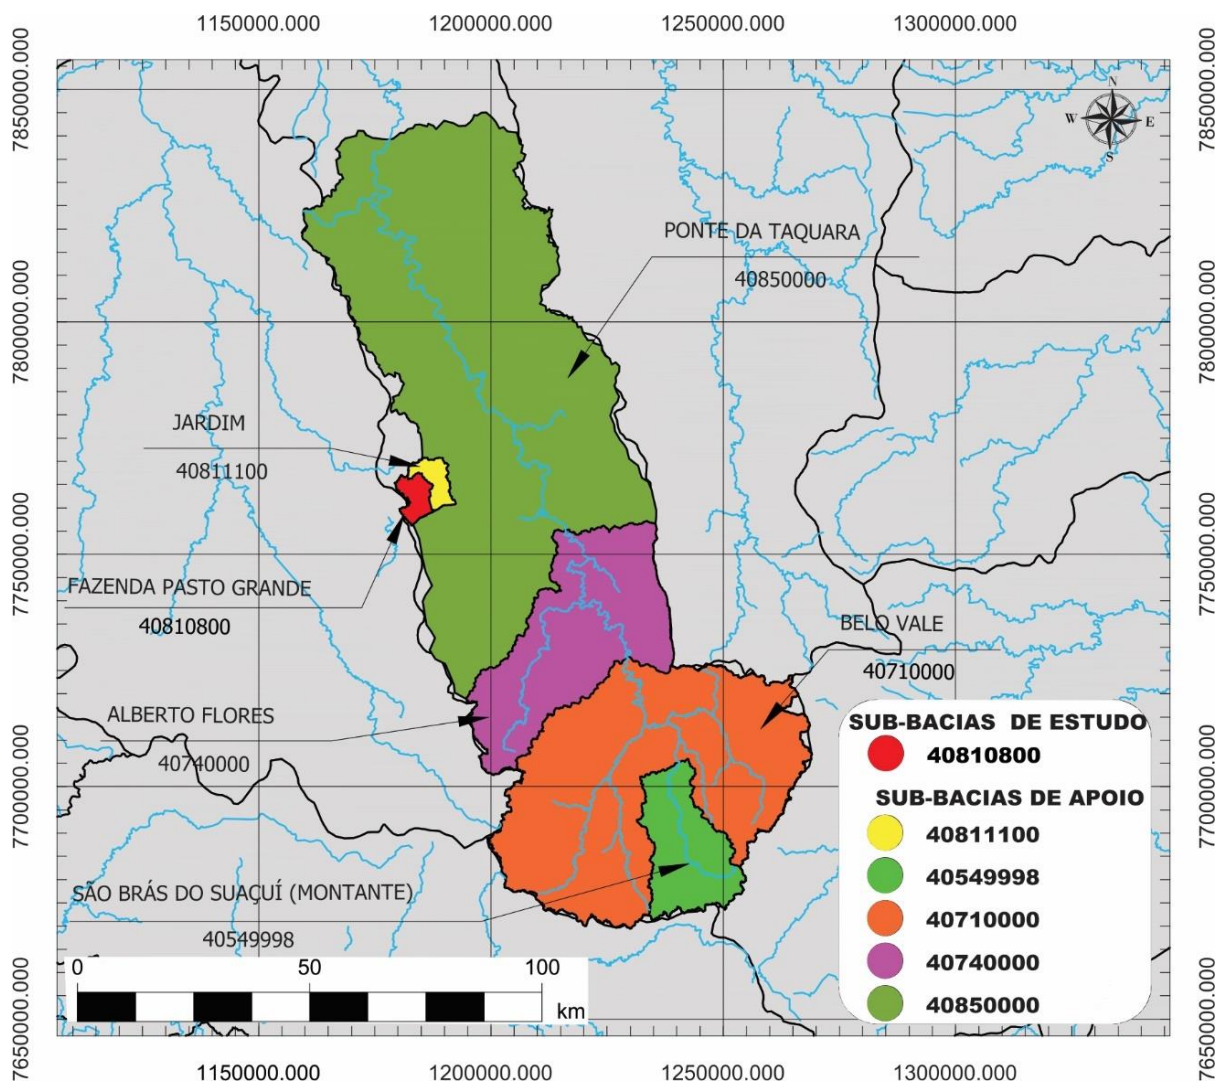 1150000.000 1200000.000 1250000.000 1300000.000
7850000.000
7850000.000
N
W E
S
PONTE DA TAQUARA
40850000
7800000.000
7800000.000
JARDIM
40811100
7750000.000
7750000.000
FAZENDA PASTO GRANDE
40810800
BELO VALE
40710000
ALBERTO FLORES
40740000
7700000.000
7700000.000
SUB-BACIAS DE ESTUDO
40810800
SUB-BACIAS DE APOIO
40811100
40549998
40710000
40740000
40850000
SÃO BRÁS DO SUAÇUÍ (MONTANTE)
40549998
0 50 100
km
7650000.000
7650000.000
1150000.000 1200000.000 1250000.000 1300000.000